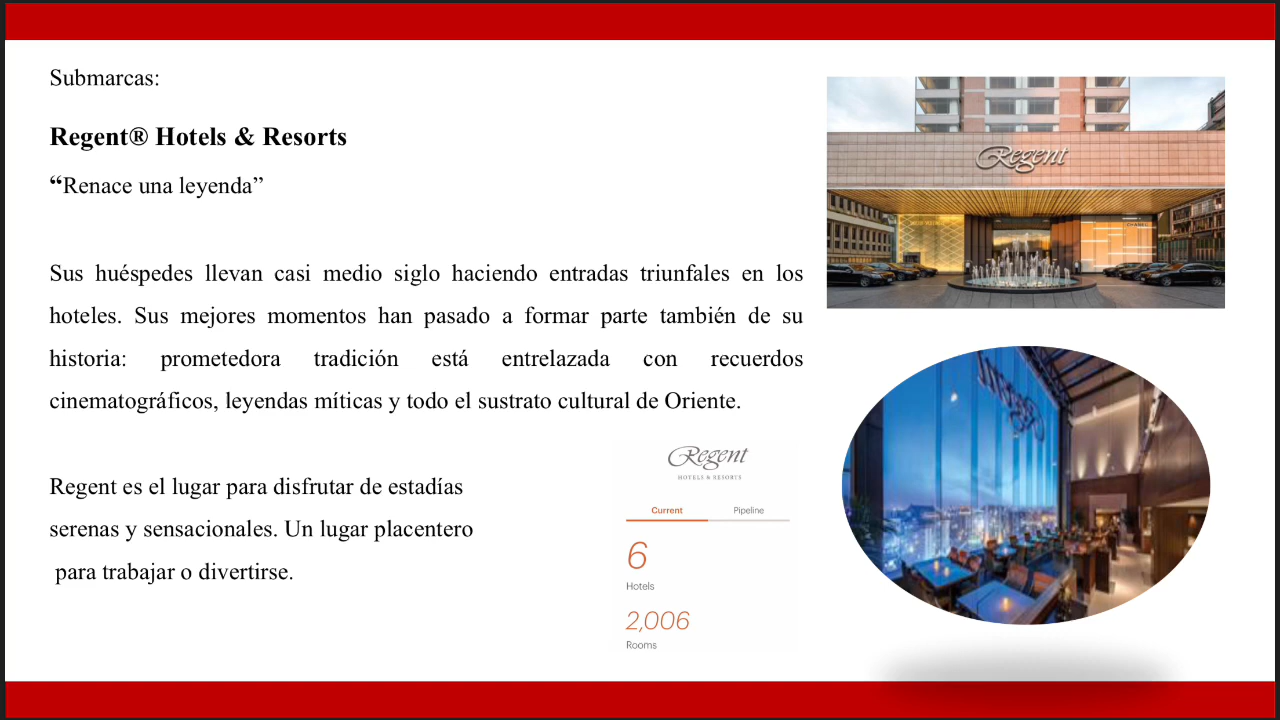 Submarcas:
Regent® Hotels & Resorts
“Renace una leyenda”
Sus huéspedes llevan casi medio siglo haciendo entradas triunfales en los
hoteles. Sus mejores momentos han pasado a formar parte también de su
historia: prometedora tradición está entrelazada con recuerdos
cinematográficos, leyendas míticas y todo el sustrato cultural de Oriente.
Regent es el lugar para disfrutar de estadías
serenas y sensacionales. Un lugar placentero
para trabajar o divertirse.
Regent
HOTELS & RESORTS
Current Pipeline
6
Hotels
2,006
Rooms
Regent
CHANEL
Regent